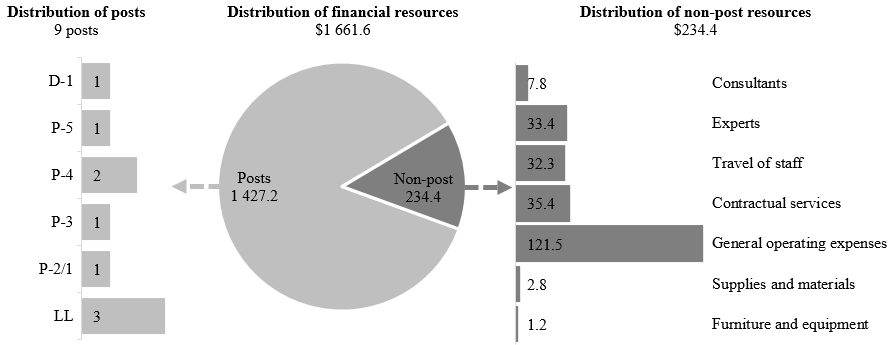 Distribution of posts
9 posts
D-1
1
P-5
1
P-4
2
P-3
1
P-2/1
1
LL
3
Distribution of financial resources
$1 661.6
Posts
1 427.2
Non-post
234.4
Distribution of non-post resources
$234.4
7.8
Consultants
33.4
Experts
32.3
Travel of staff
35.4
Contractual services
121.5
General operating expenses
2.8
Supplies and materials
1.2
Furniture and equipment